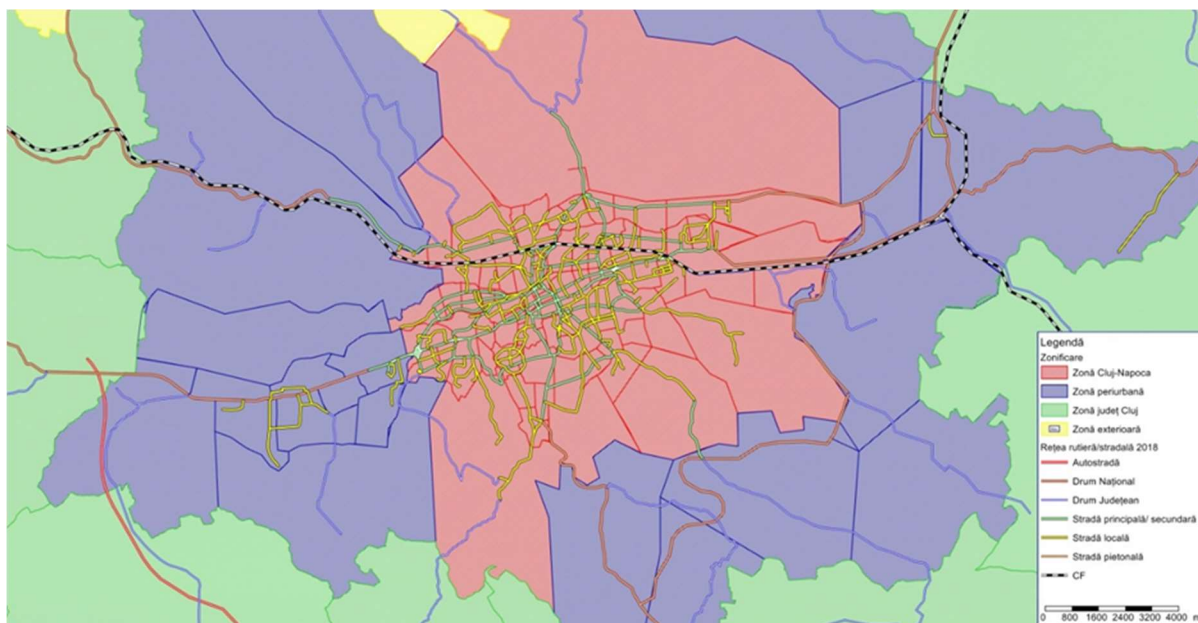 Legendă
Zonificare
Zonă Cluj-Napoca
Zonă periurbană
Zonă județ Cluj
Zonă exterioară
Rețea rutieră/stradală 2018
Autostradă
Drum Național
Drum Județean
Stradă principală/ secundară
Stradă locală
Stradă pietonală
CF
0 800 1600 2400 3200 4000 m